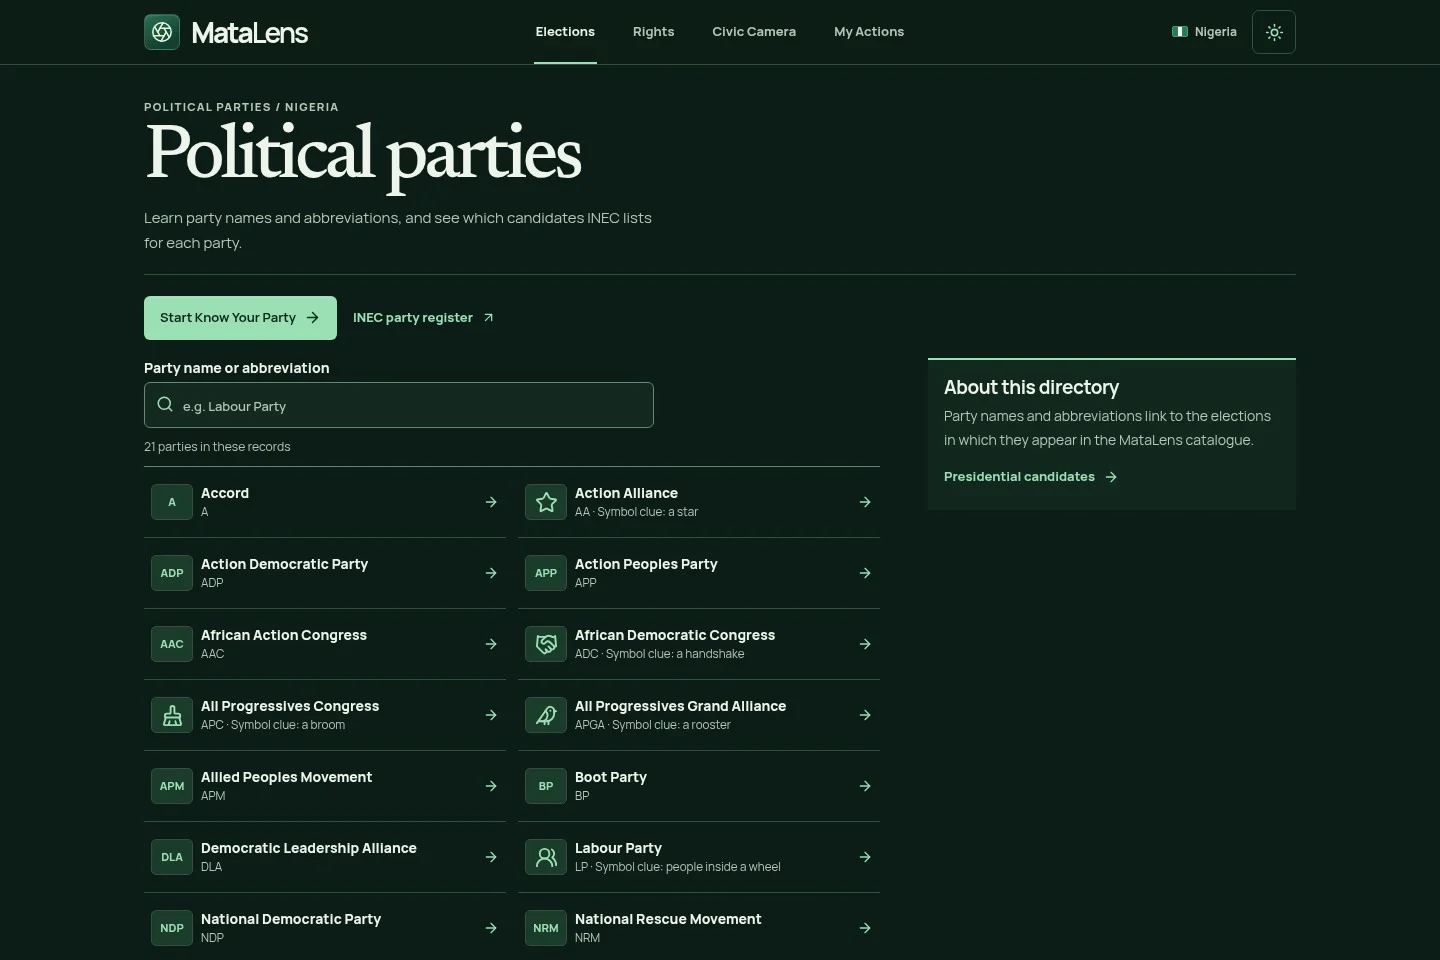 MataLens
Elections
Rights
Civic Camera
My Actions
Nigeria
POLITICAL PARTIES / NIGERIA
Political parties
Learn party names and abbreviations, and see which candidates INEC lists
for each party.
Start Know Your Party
INEC party register
Party name or abbreviation
e.g. Labour Party
21 parties in these records
About this directory
Party names and abbreviations link to the elections
in which they appear in the MataLens catalogue.
Presidential candidates
A
Accord
A
Action Alliance
AA · Symbol clue: a star
ADP
Action Democratic Party
ADP
APP
Action Peoples Party
APP
AAC
African Action Congress
AAC
African Democratic Congress
ADC · Symbol clue: a handshake
All Progressives Congress
APC · Symbol clue: a broom
All Progressives Grand Alliance
APGA · Symbol clue: a rooster
APM
Allied Peoples Movement
APM
BP
Boot Party
BP
DLA
Democratic Leadership Alliance
DLA
Labour Party
LP · Symbol clue: people inside a wheel
NDP
National Democratic Party
NDP
NRM
National Rescue Movement
NRM